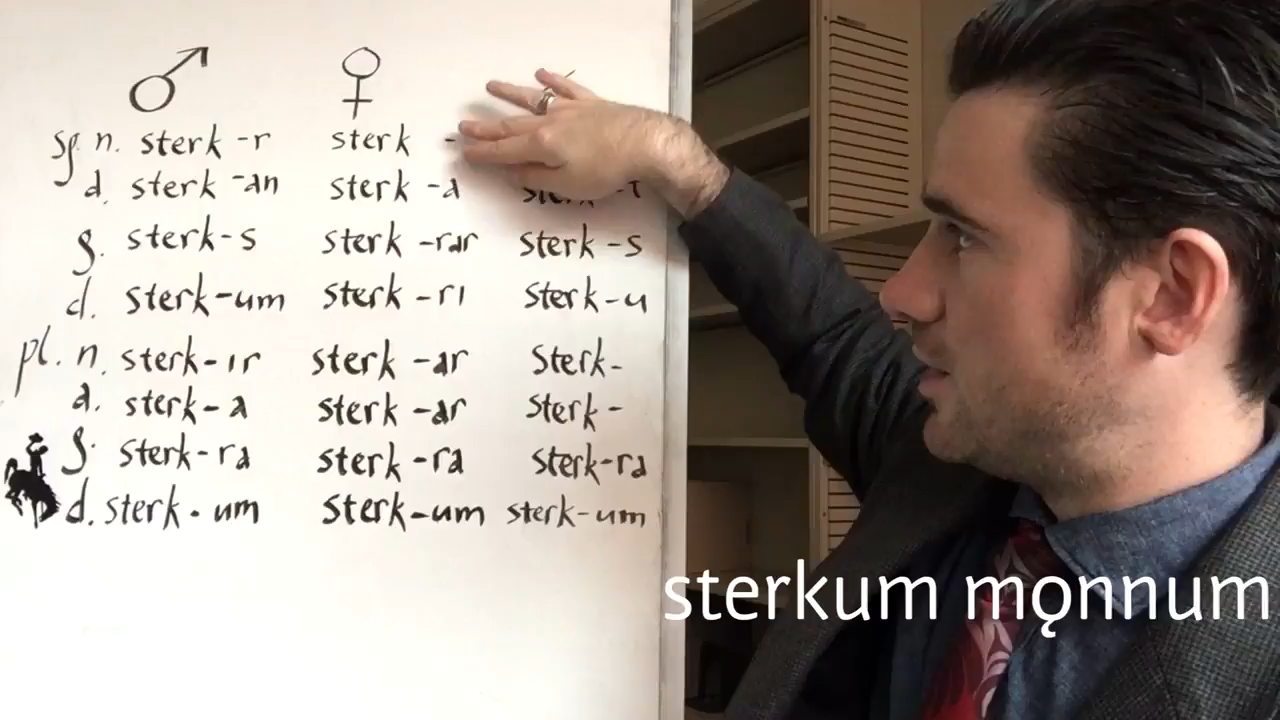 sg. n. sterk -r sterk -
d. sterk -an sterk -a
g. sterk-s sterk -rar sterk -s
d. sterk-um sterk -ri sterk-u
pl. n. sterk-ir sterk -ar sterk-
a. sterk-a sterk -ar sterk -
g. sterk-ra sterk -ra sterk-ra
d. sterk-um sterk-um sterk-um
sterkum mǫnnum